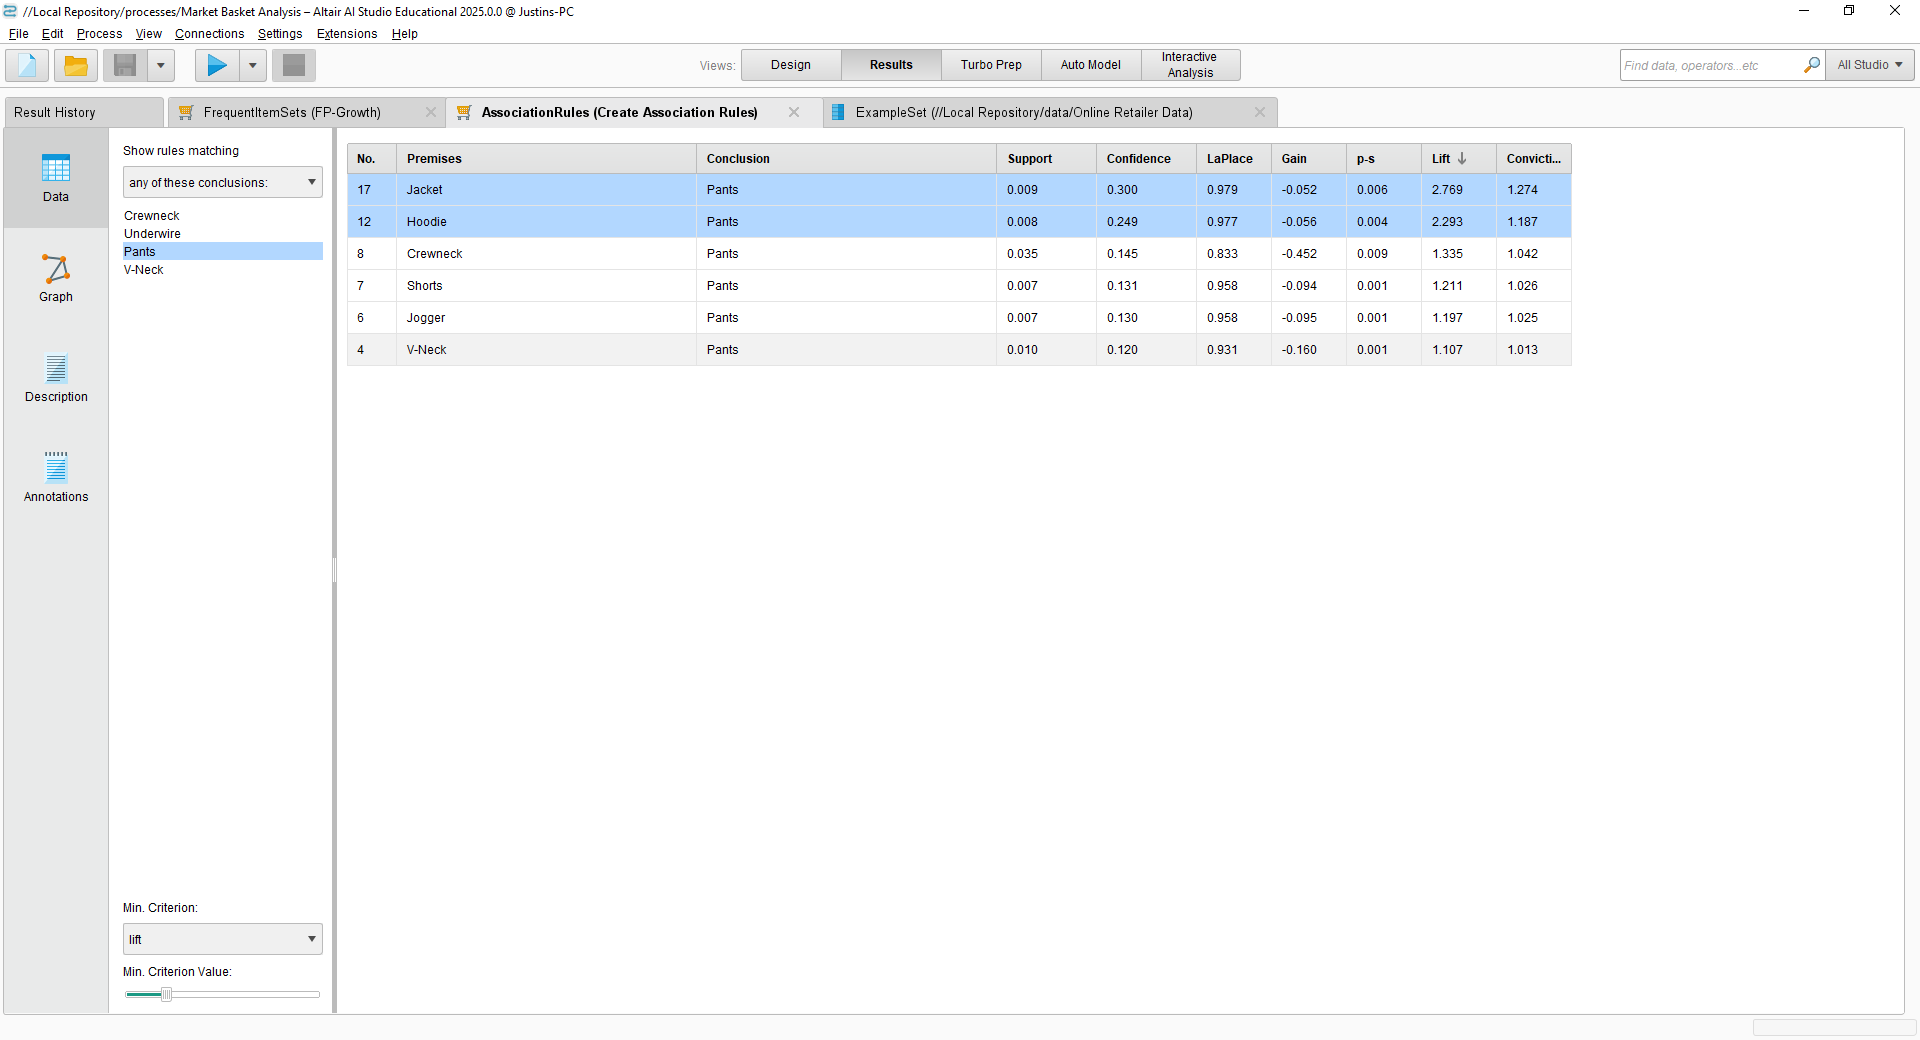 //Local Repository/processes/Market Basket Analysis – Altair AI Studio Educational 2025.0.0 @ Justins-PC
File Edit Process View Connections Settings Extensions Help
Views: Design Results Turbo Prep Auto Model Interactive Analysis
Find data, operators...etc All Studio
Result History FrequentItemSets (FP-Growth) AssociationRules (Create Association Rules) ExampleSet (//Local Repository/data/Online Retailer Data)
Data
Graph
Description
Annotations
Show rules matching
any of these conclusions:
Crewneck
Underwire
Pants
V-Neck
Min. Criterion:
lift
Min. Criterion Value:
No. Premises Conclusion Support Confidence LaPlace Gain p-s Lift Convicti...
17 Jacket Pants 0.009 0.300 0.979 -0.052 0.006 2.769 1.274
12 Hoodie Pants 0.008 0.249 0.977 -0.056 0.004 2.293 1.187
8 Crewneck Pants 0.035 0.145 0.833 -0.452 0.009 1.335 1.042
7 Shorts Pants 0.007 0.131 0.958 -0.094 0.001 1.211 1.026
6 Jogger Pants 0.007 0.130 0.958 -0.095 0.001 1.197 1.025
4 V-Neck Pants 0.010 0.120 0.931 -0.160 0.001 1.107 1.013